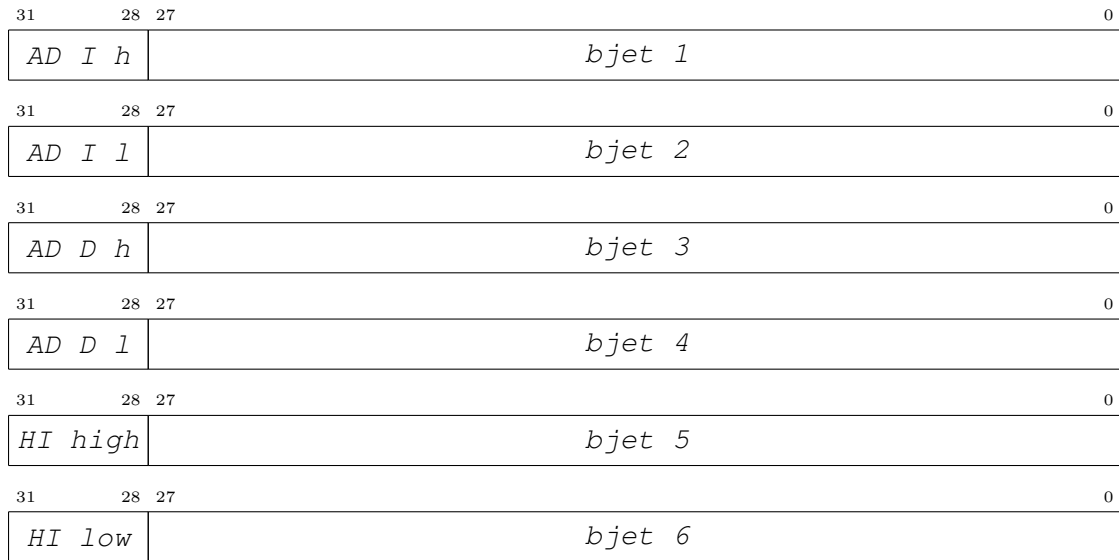 31 28 27 0
AD I h bjet 1
31 28 27 0
AD I l bjet 2
31 28 27 0
AD D h bjet 3
31 28 27 0
AD D l bjet 4
31 28 27 0
HI high bjet 5
31 28 27 0
HI low bjet 6